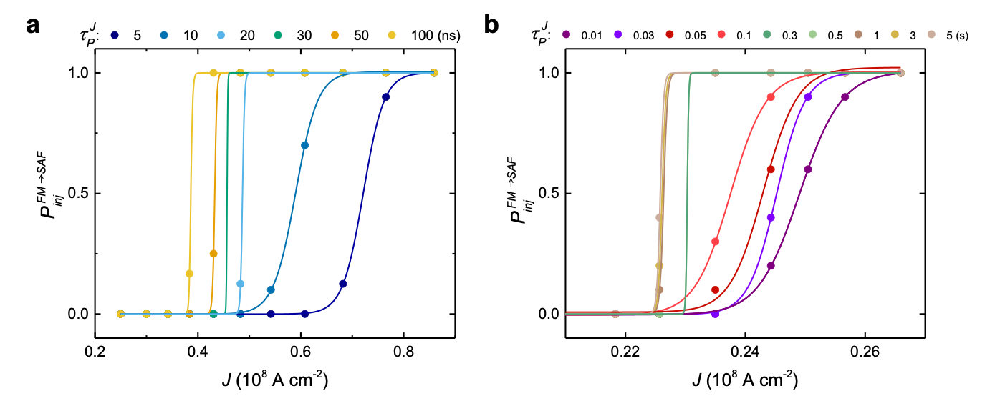 a
τ_P^J: 5 10 20 30 50 100 (ns)
1.0
0.5
0.0
P_inj^FM→SAF
0.2 0.4 0.6 0.8
J (10^8 A cm^-2)
b
τ_P^J: 0.01 0.03 0.05 0.1 0.3 0.5 1 3 5 (s)
1.0
0.5
0.0
P_inj^FM→SAF
0.22 0.24 0.26
J (10^8 A cm^-2)